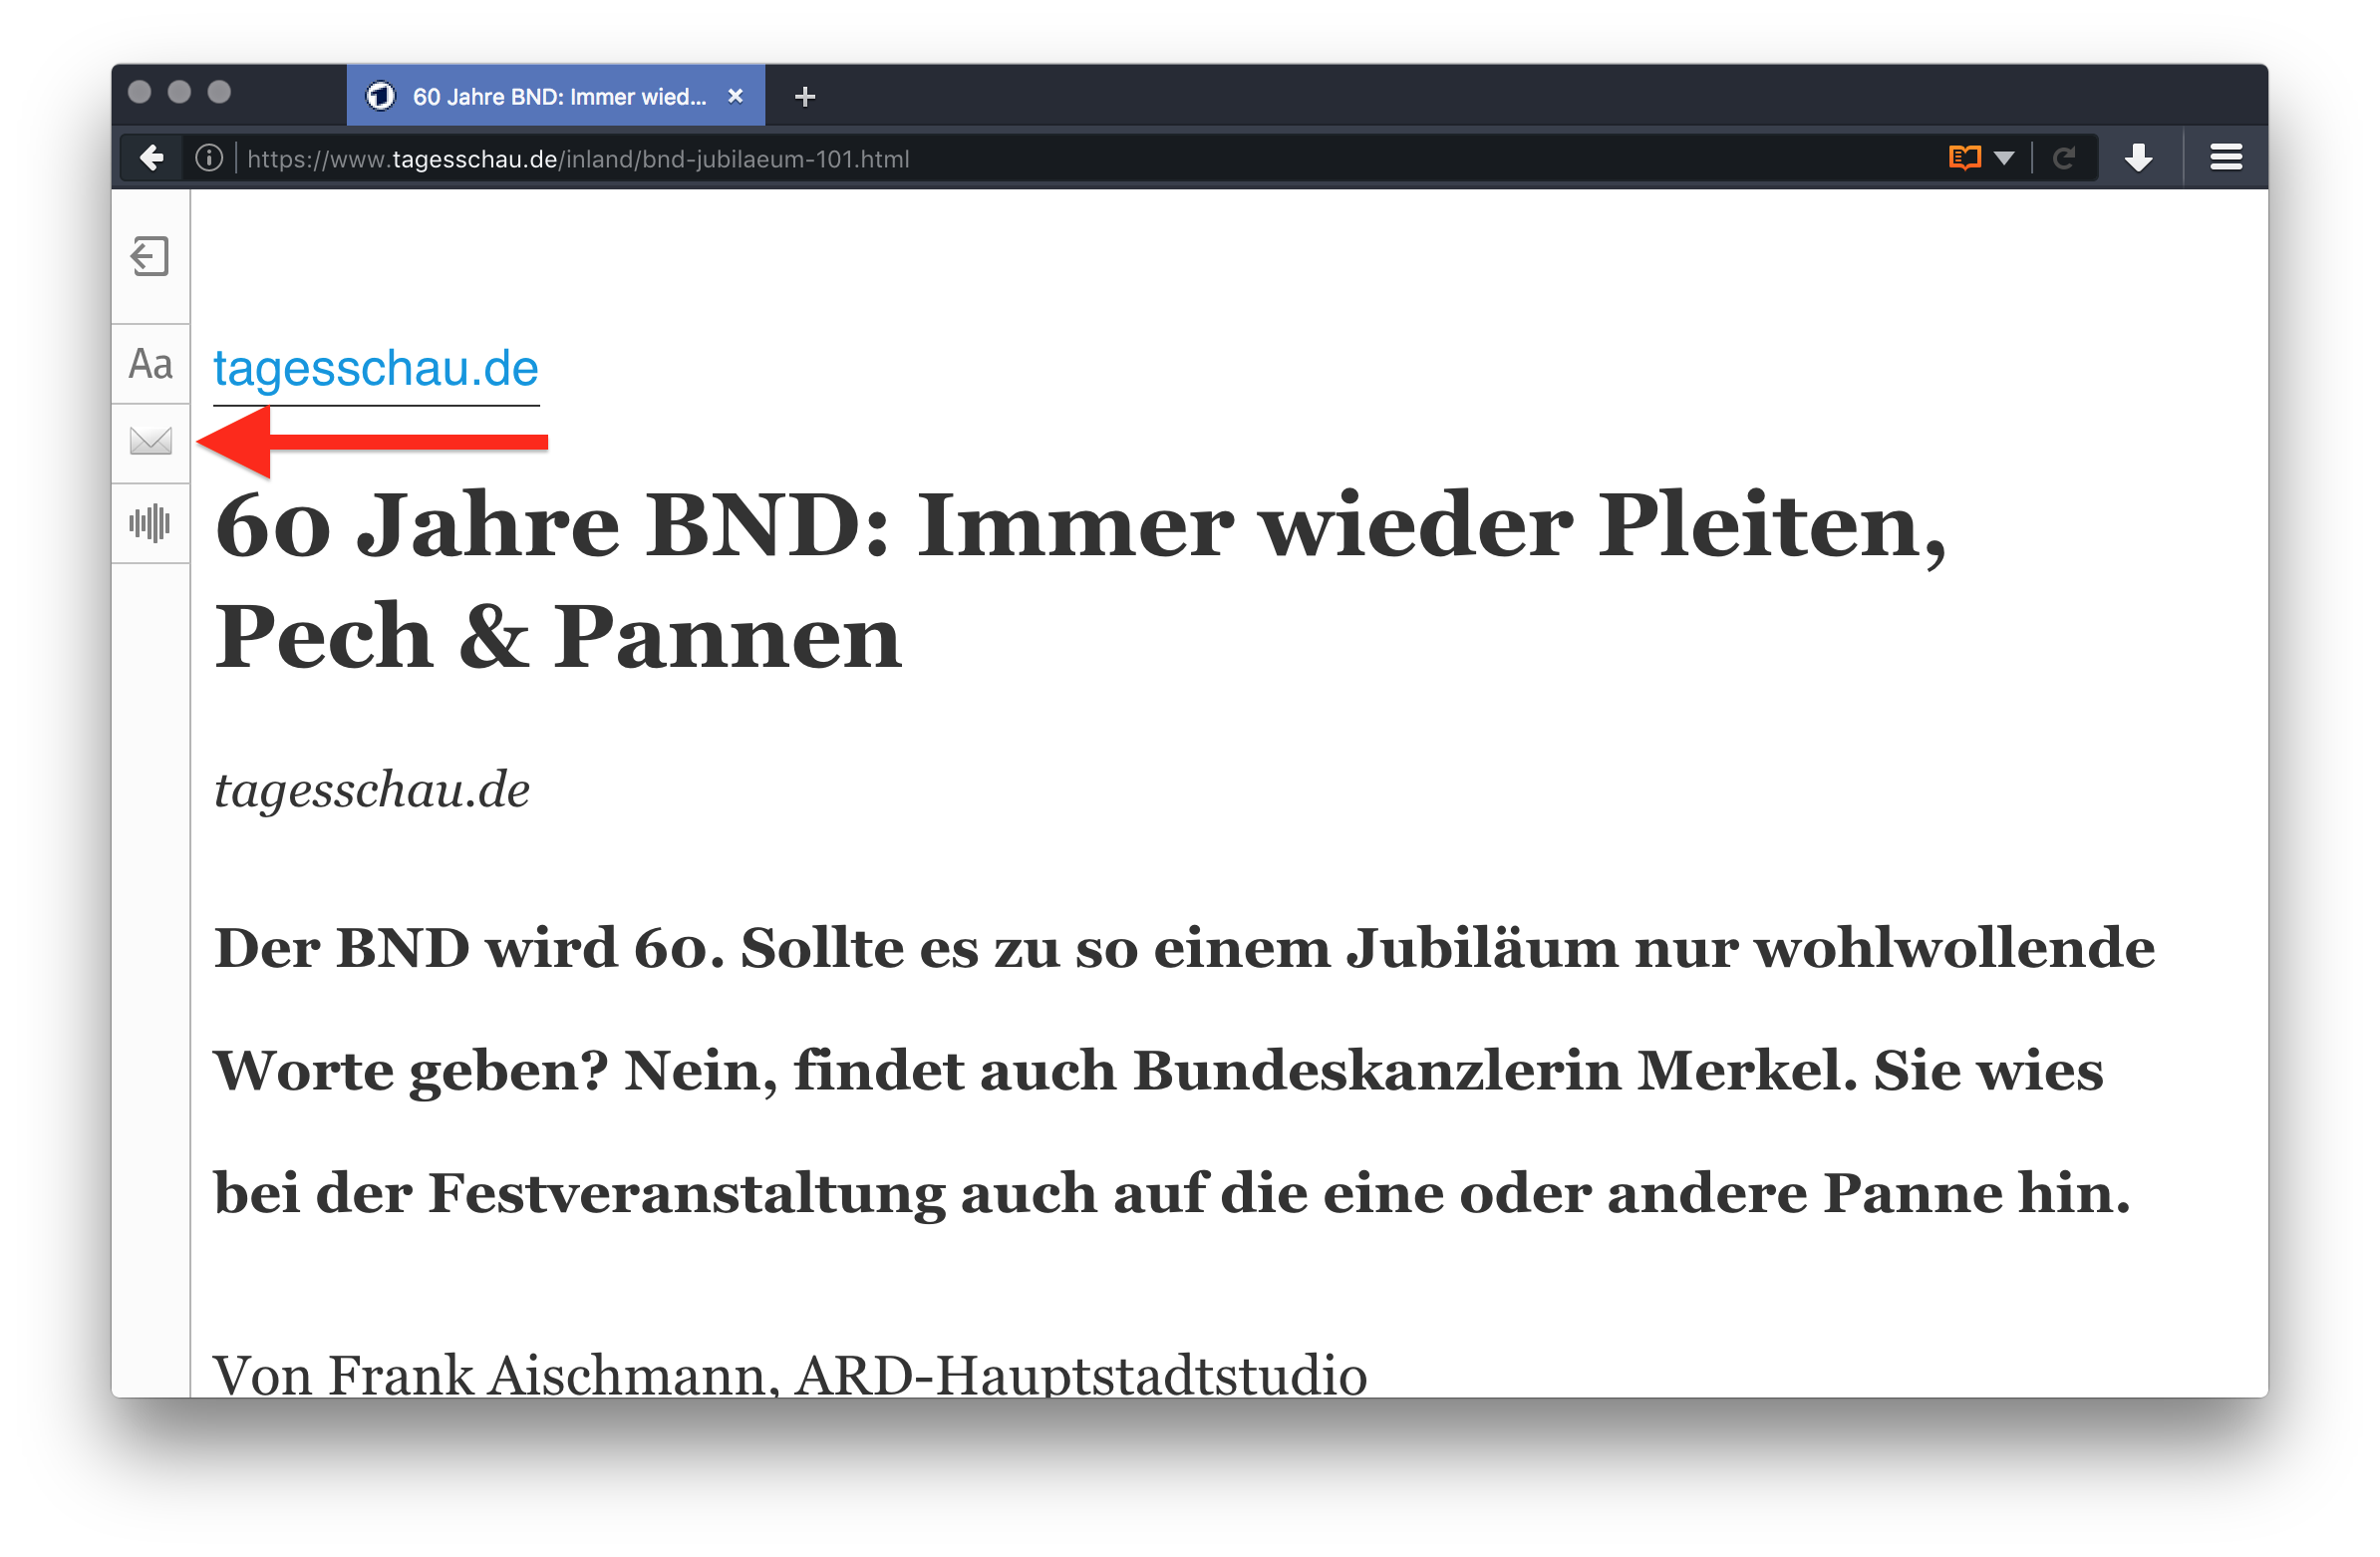 60 Jahre BND: Immer wied...
https://www.tagesschau.de/inland/bnd-jubilaeum-101.html
Aa
tagesschau.de
60 Jahre BND: Immer wieder Pleiten,
Pech & Pannen
tagesschau.de
Der BND wird 60. Sollte es zu so einem Jubiläum nur wohlwollende
Worte geben? Nein, findet auch Bundeskanzlerin Merkel. Sie wies
bei der Festveranstaltung auch auf die eine oder andere Panne hin.
Von Frank Aischmann, ARD-Hauptstadtstudio